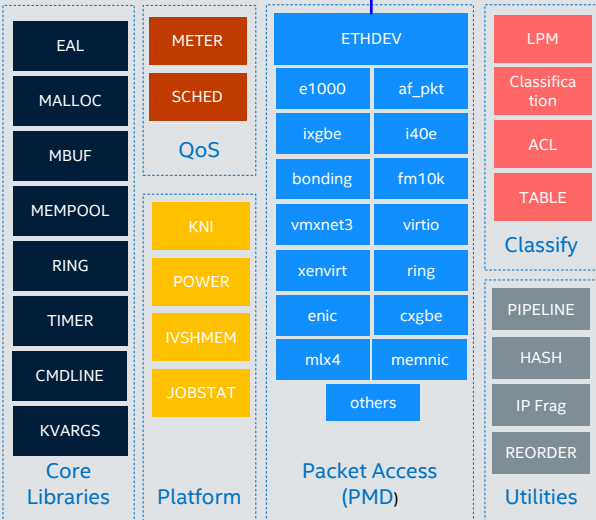 EAL
MALLOC
MBUF
MEMPOOL
RING
TIMER
CMDLINE
KVARGS
Core
Libraries
METER
SCHED
QoS
KNI
POWER
IVSHMEM
JOBSTAT
Platform
ETHDEV
e1000
af_pkt
ixgbe
i40e
bonding
fm10k
vmxnet3
virtio
xenvirt
ring
enic
cxgbe
mlx4
memnic
others
Packet Access
(PMD)
LPM
Classifica
tion
ACL
TABLE
Classify
PIPELINE
HASH
IP Frag
REORDER
Utilities